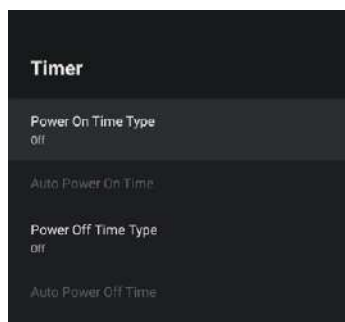 Timer
Power On Time Type
Off
Auto Power On Time
Power Off Time Type
Off
Auto Power Off Time